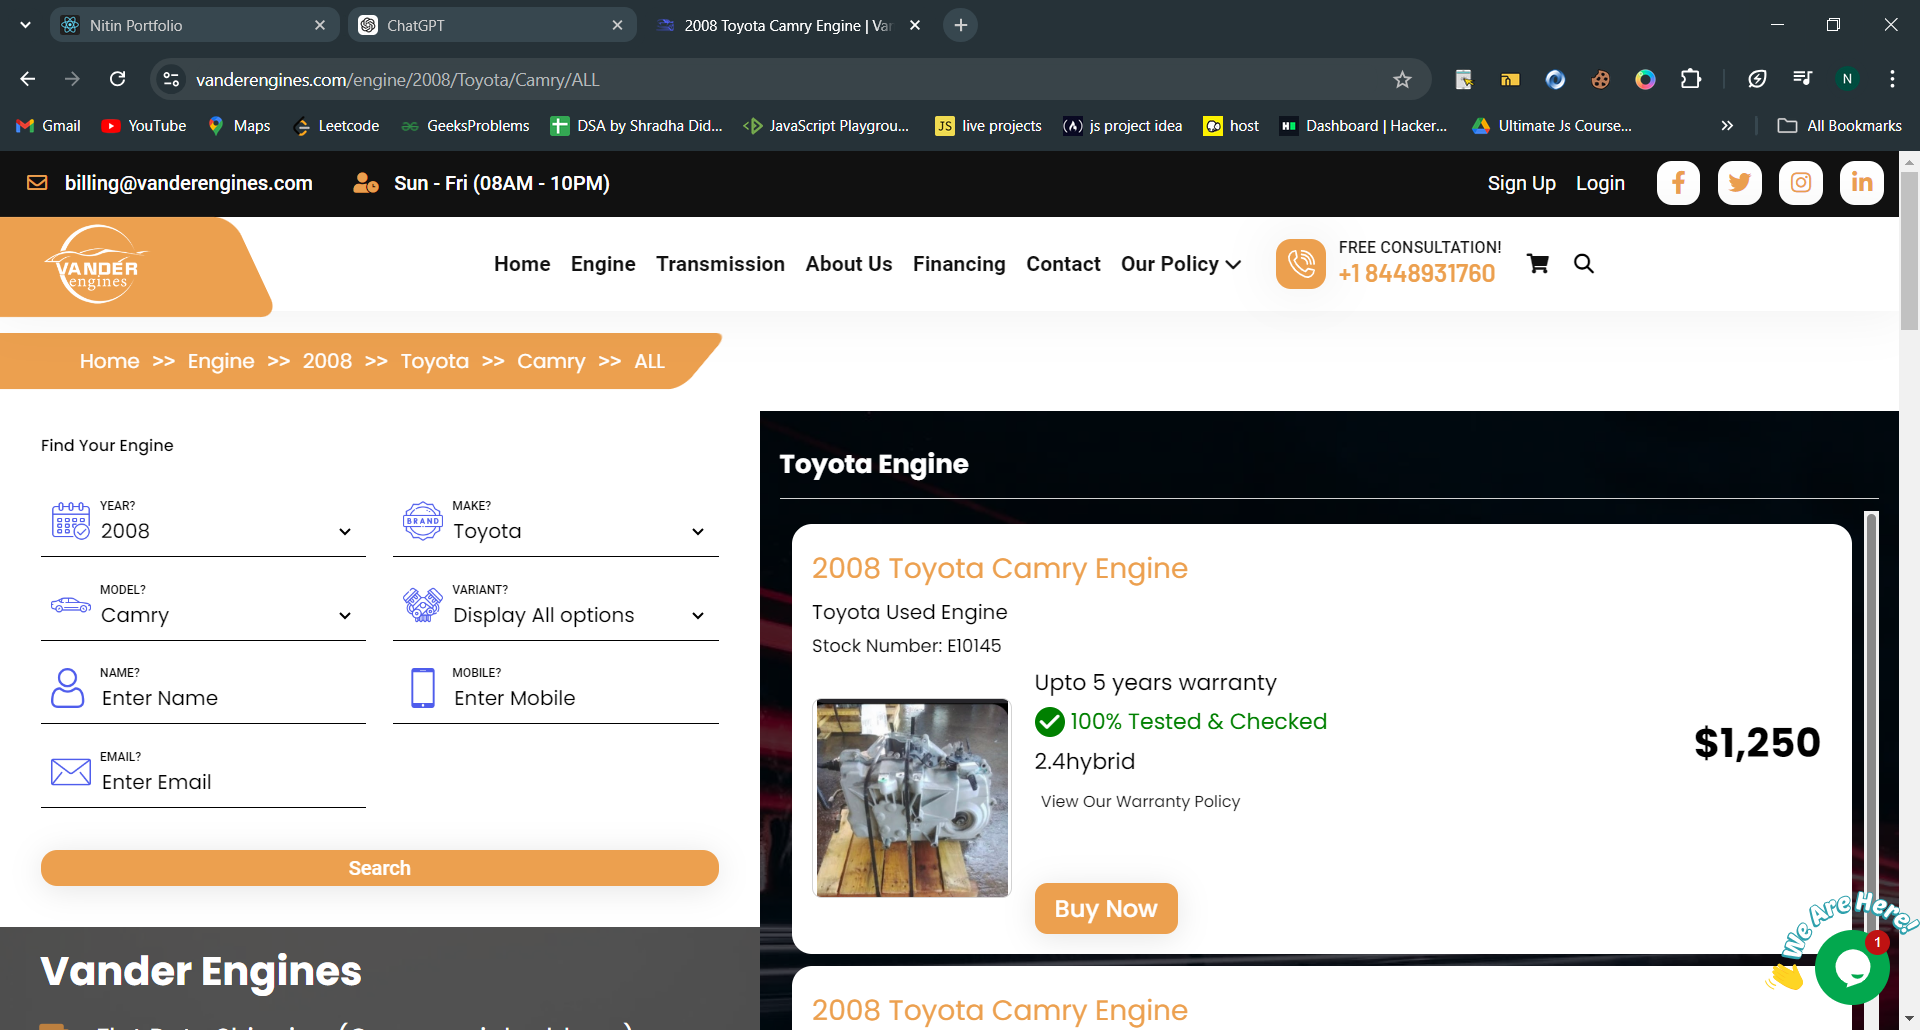 Nitin Portfolio
ChatGPT
2008 Toyota Camry Engine | Va
vanderengines.com/engine/2008/Toyota/Camry/ALL
N
Gmail
YouTube
Maps
Leetcode
GeeksProblems
DSA by Shradha Did...
JavaScript Playgrou...
JS
live projects
js project idea
host
Dashboard | Hacker...
Ultimate Js Course...
All Bookmarks
billing@vanderengines.com
Sun - Fri (08AM - 10PM)
Sign Up
Login
VANDER
engines
Home
Engine
Transmission
About Us
Financing
Contact
Our Policy
FREE CONSULTATION!
+1 8448931760
Home >> Engine >> 2008 >> Toyota >> Camry >> ALL
Find Your Engine
YEAR?
2008
BRAND
MAKE?
Toyota
MODEL?
Camry
VARIANT?
Display All options
NAME?
Enter Name
MOBILE?
Enter Mobile
EMAIL?
Enter Email
Search
Vander Engines
Toyota Engine
2008 Toyota Camry Engine
Toyota Used Engine
Stock Number: E10145
Upto 5 years warranty
100% Tested & Checked
2.4hybrid
View Our Warranty Policy
$1,250
Buy Now
2008 Toyota Camry Engine
We Are Here!
1